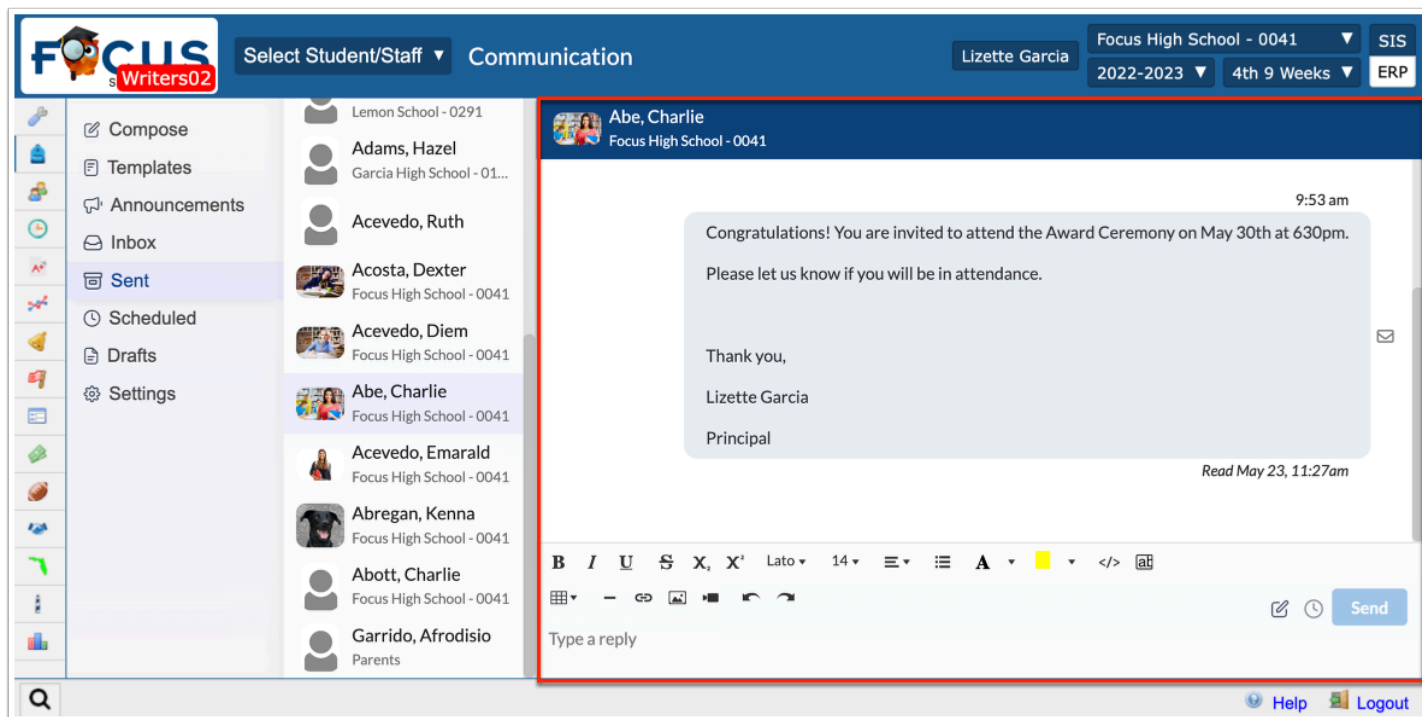 FOCUS
Writers02
Select Student/Staff ▼
Communication
Lizette Garcia
Focus High School - 0041 ▼
2022-2023 ▼
4th 9 Weeks ▼
SIS
ERP
Compose
Templates
Announcements
Inbox
Sent
Scheduled
Drafts
Settings
Lemon School - 0291
Adams, Hazel
Garcia High School - 01...
Acevedo, Ruth
Acosta, Dexter
Focus High School - 0041
Acevedo, Diem
Focus High School - 0041
Abe, Charlie
Focus High School - 0041
Acevedo, Emarald
Focus High School - 0041
Abregan, Kenna
Focus High School - 0041
Abott, Charlie
Focus High School - 0041
Garrido, Afrodisio
Parents
Abe, Charlie
Focus High School - 0041
9:53 am
Congratulations! You are invited to attend the Award Ceremony on May 30th at 630pm.
Please let us know if you will be in attendance.
Thank you,
Lizette Garcia
Principal
Read May 23, 11:27am
B I U S X, X² Lato 14 A </> ab
Send
Type a reply
Help
Logout